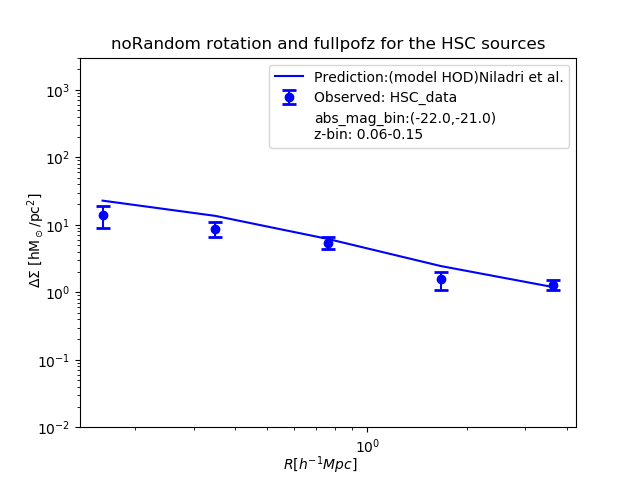 noRandom rotation and fullpofz for the HSC sources
Prediction:(model HOD)Niladri et al.
Observed: HSC_data
abs_mag_bin:(-22.0,-21.0)
z-bin: 0.06-0.15
ΔΣ [hM☉/pc²]
10³
10²
10¹
10⁰
10⁻¹
10⁻²
10⁰
R[h⁻¹Mpc]